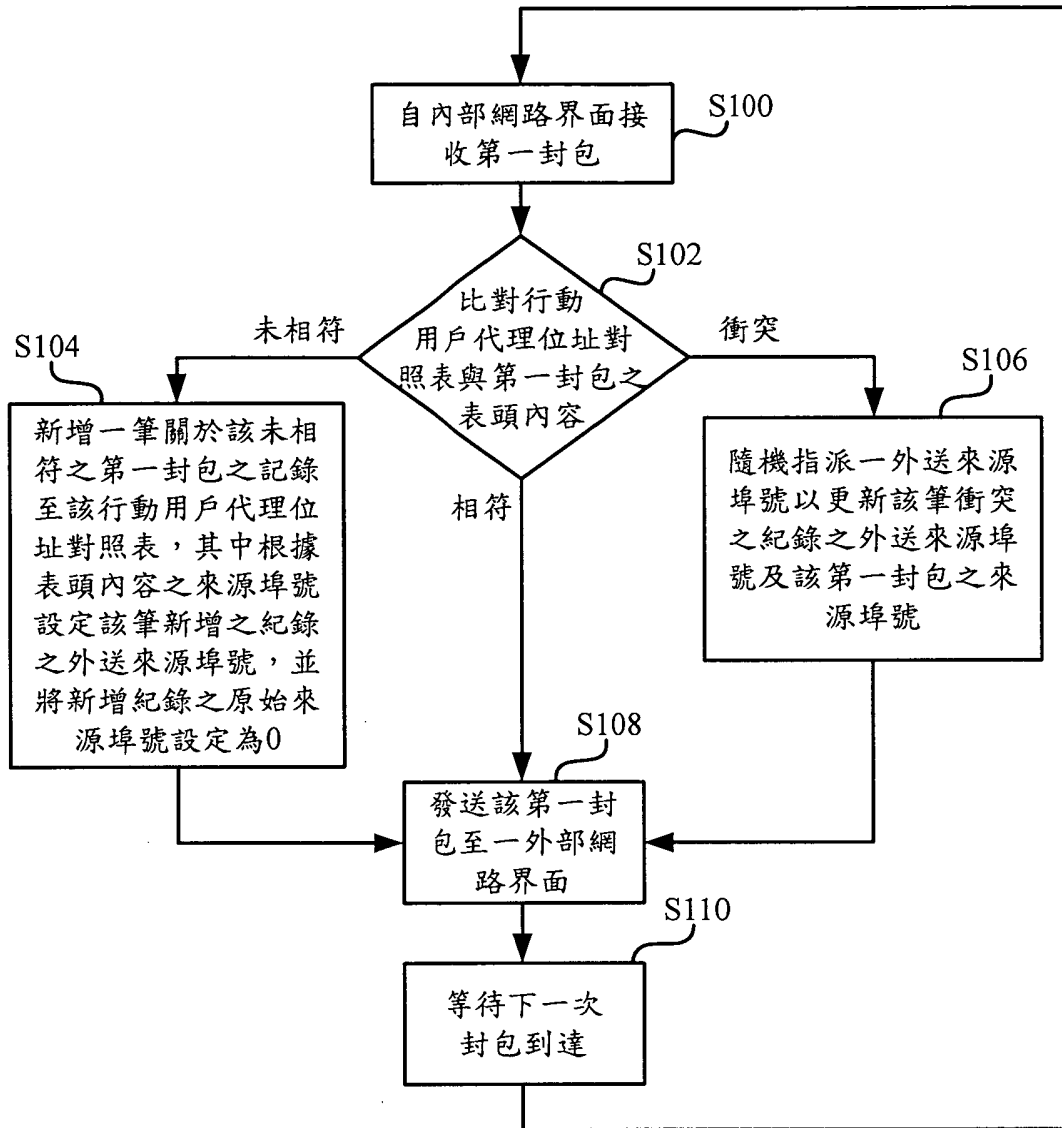 自內部網路界面接
收第一封包
S100
S102
比對行動
用戶代理位址對
照表與第一封包之
表頭內容
未相符
衝突
相符
S104
新增一筆關於該未相
符之第一封包之記錄
至該行動用戶代理位
址對照表，其中根據
表頭內容之來源埠號
設定該筆新增之紀錄
之外送來源埠號，並
將新增紀錄之原始來
源埠號設定為0
S106
隨機指派一外送來源
埠號以更新該筆衝突
之紀錄之外送來源埠
號及該第一封包之來
源埠號
S108
發送該第一封
包至一外部網
路界面
S110
等待下一次
封包到達